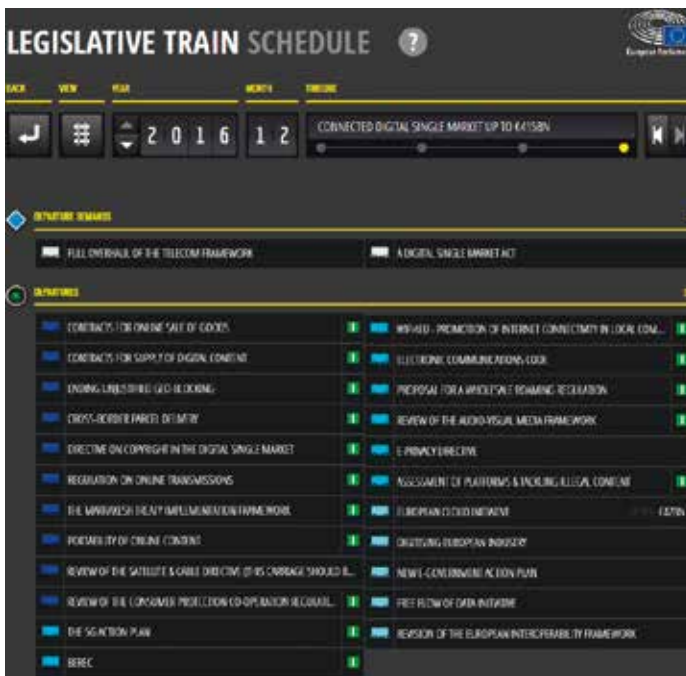 LEGISLATIVE TRAIN SCHEDULE ?
European Parliament
BACK VIEW YEAR MONTH TIMELINE
2 0 1 6 1 2 CONNECTED DIGITAL SINGLE MARKET UP TO €415BN
DEPARTURE DEMANDS
FULL OVERHAUL OF THE TELECOM FRAMEWORK
A DIGITAL SINGLE MARKET ACT
DEPARTURES
CONTRACTS FOR ONLINE SALE OF GOODS
CONTRACTS FOR SUPPLY OF DIGITAL CONTENT
ENDING UNJUSTIFIED GEO-BLOCKING
CROSS-BORDER PARCEL DELIVERY
DIRECTIVE ON COPYRIGHT IN THE DIGITAL SINGLE MARKET
REGULATION ON ONLINE TRANSMISSIONS
THE MARRAKESH TREATY IMPLEMENTATION FRAMEWORK
PORTABILITY OF ONLINE CONTENT
REVIEW OF THE SATELLITE & CABLE DIRECTIVE (THIS CARRIAGE SHOULD B...
REVIEW OF THE CONSUMER PROTECTION CO-OPERATION REGULATI...
THE 5G ACTION PLAN
BEREC
WIFI4EU - PROMOTION OF INTERNET CONNECTIVITY IN LOCAL COM...
ELECTRONIC COMMUNICATIONS CODE
PROPOSAL FOR A WHOLESALE ROAMING REGULATION
REVIEW OF THE AUDIO-VISUAL MEDIA FRAMEWORK
E-PRIVACY DIRECTIVE
ASSESSMENT OF PLATFORMS & TACKLING ILLEGAL CONTENT
EUROPEAN CLOUD INITIATIVE
DIGITISING EUROPEAN INDUSTRY
NEW E-GOVERNMENT ACTION PLAN
FREE FLOW OF DATA INITIATIVE
REVISION OF THE EUROPEAN INTEROPERABILITY FRAMEWORK